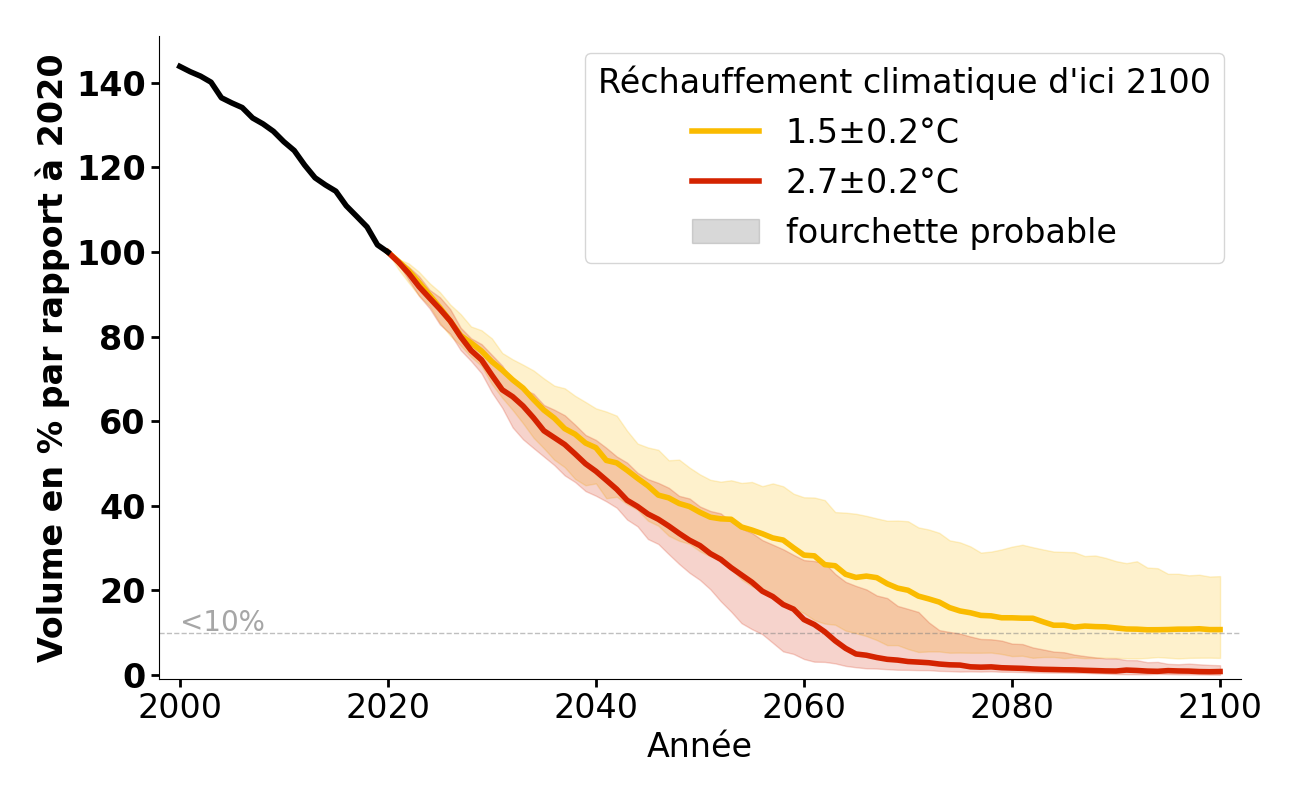 Volume en % par rapport à 2020
140
120
100
80
60
40
20
0
<10%
Réchauffement climatique d'ici 2100
1.5±0.2°C
2.7±0.2°C
fourchette probable
2000 2020 2040 2060 2080 2100
Année